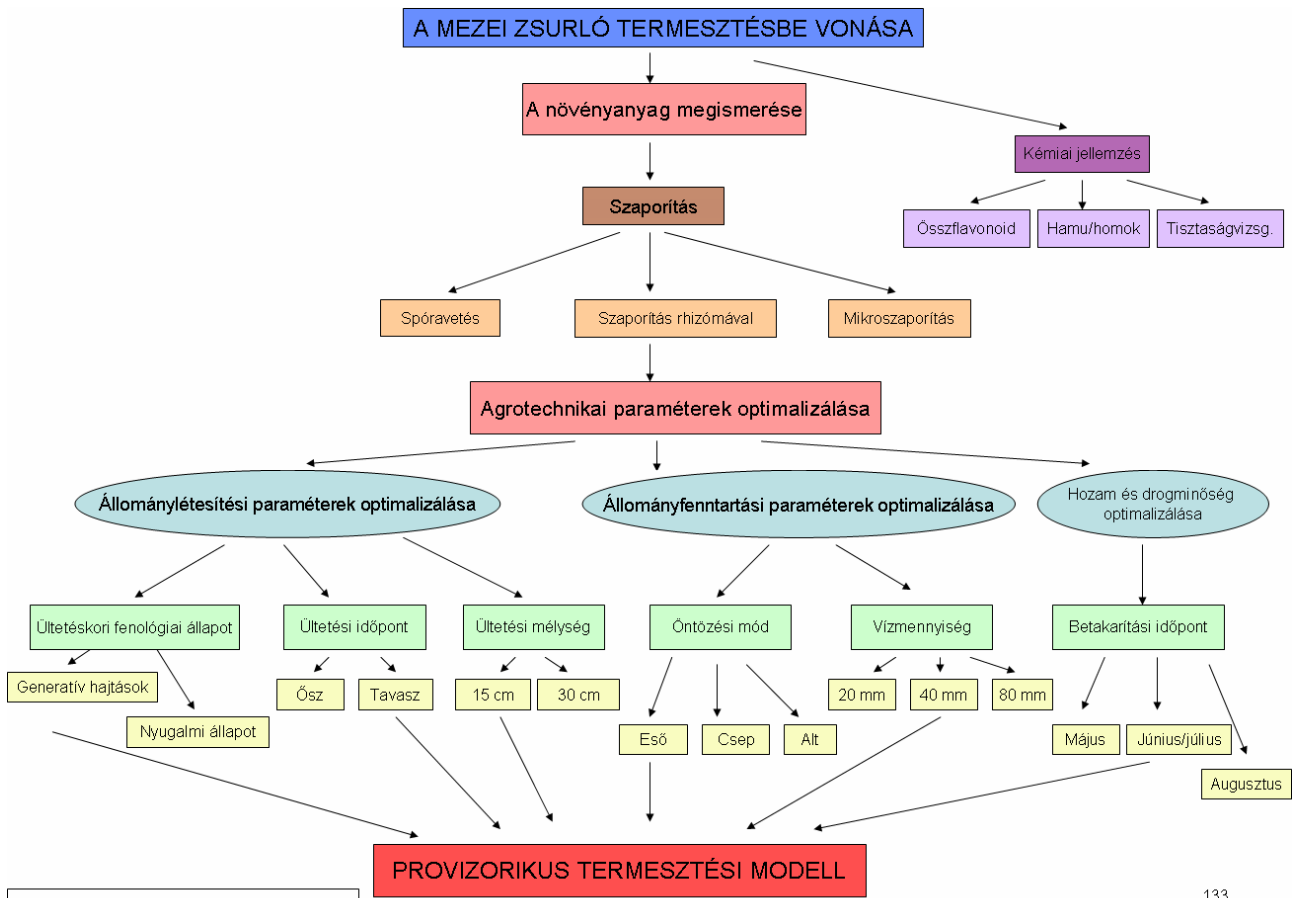 A MEZEI ZSURLÓ TERMESZTÉSBE VONÁSA
A növényanyag megismerése
Kémiai jellemzés
Szaporítás
Összflavonoid
Hamu/homok
Tisztaságvizsg.
Spóravetés
Szaporítás rhizómával
Mikroszaporítás
Agrotechnikai paraméterek optimalizálása
Állománylétesítési paraméterek optimalizálása
Állományfenntartási paraméterek optimalizálása
Hozam és drogminőség
optimalizálása
Ültetéskori fenológiai állapot
Ültetési időpont
Ültetési mélység
Öntözési mód
Vízmennyiség
Betakarítási időpont
Generatív hajtások
Nyugalmi állapot
Ősz
Tavasz
15 cm
30 cm
Eső
Csep
Alt
20 mm
40 mm
80 mm
Május
Június/július
Augusztus
PROVIZORIKUS TERMESZTÉSI MODELL
133